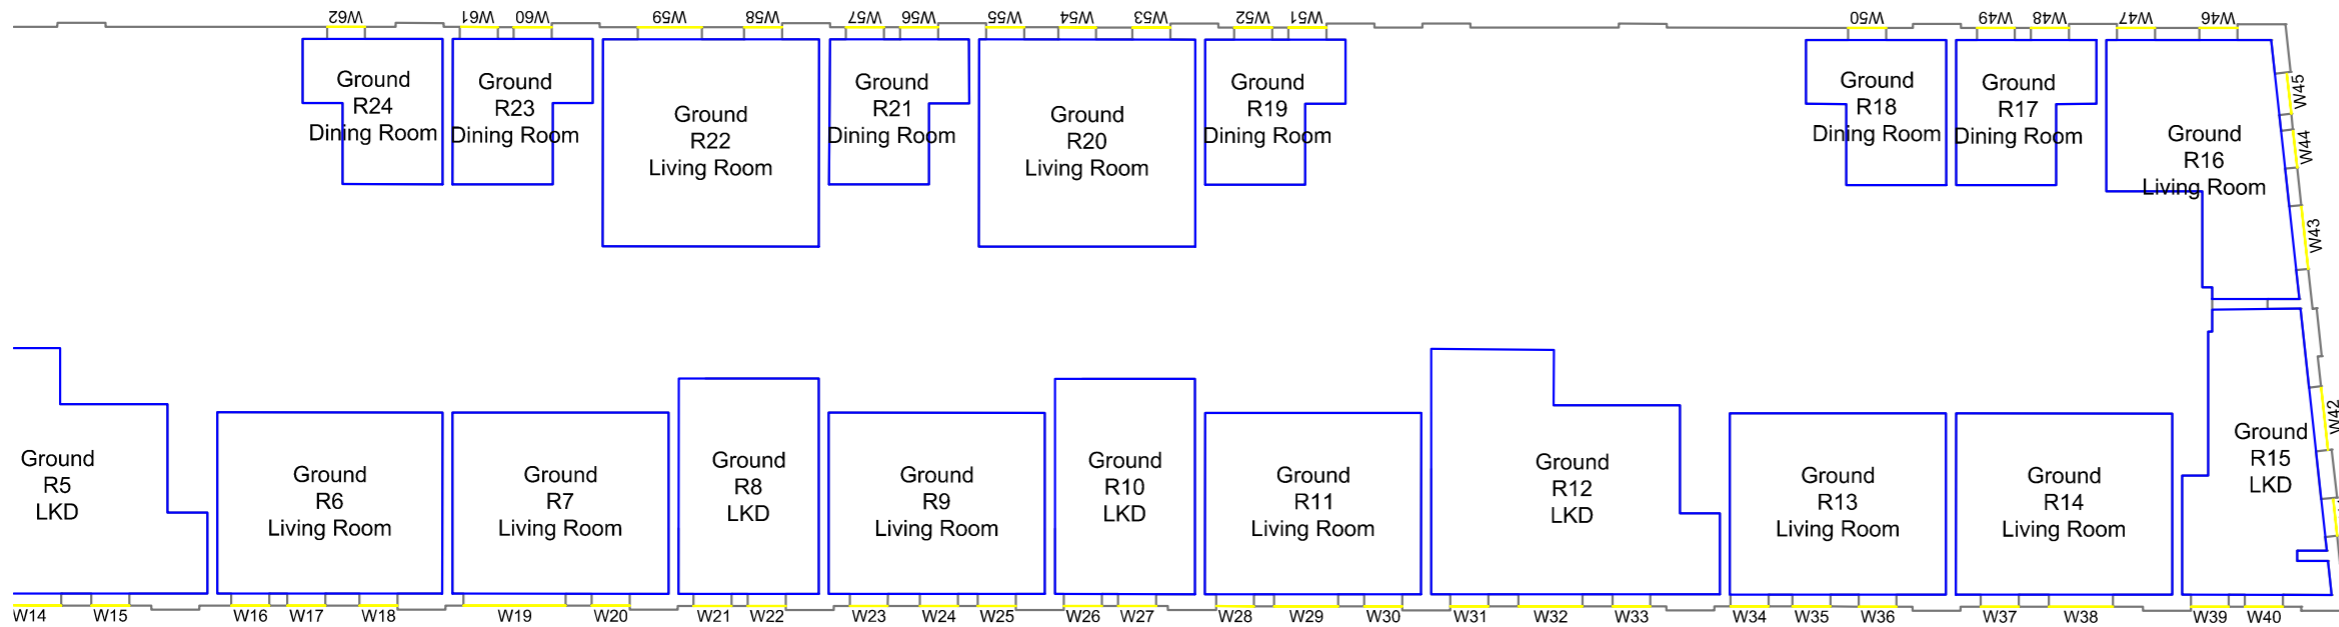 W62 W61 W60 W59 W58 W57 W56 W55 W54 W53 W52 W51 W50 W49 W48 W47 W46
Ground
R24
Dining Room
Ground
R23
Dining Room
Ground
R22
Living Room
Ground
R21
Dining Room
Ground
R20
Living Room
Ground
R19
Dining Room
Ground
R18
Dining Room
Ground
R17
Dining Room
Ground
R16
Living Room
W45
W44
W43
Ground
R5
LKD
Ground
R6
Living Room
Ground
R7
Living Room
Ground
R8
LKD
Ground
R9
Living Room
Ground
R10
LKD
Ground
R11
Living Room
Ground
R12
LKD
Ground
R13
Living Room
Ground
R14
Living Room
Ground
R15
LKD
W42
W14 W15 W16 W17 W18 W19 W20 W21 W22 W23 W24 W25 W26 W27 W28 W29 W30 W31 W32 W33 W34 W35 W36 W37 W38 W39 W40